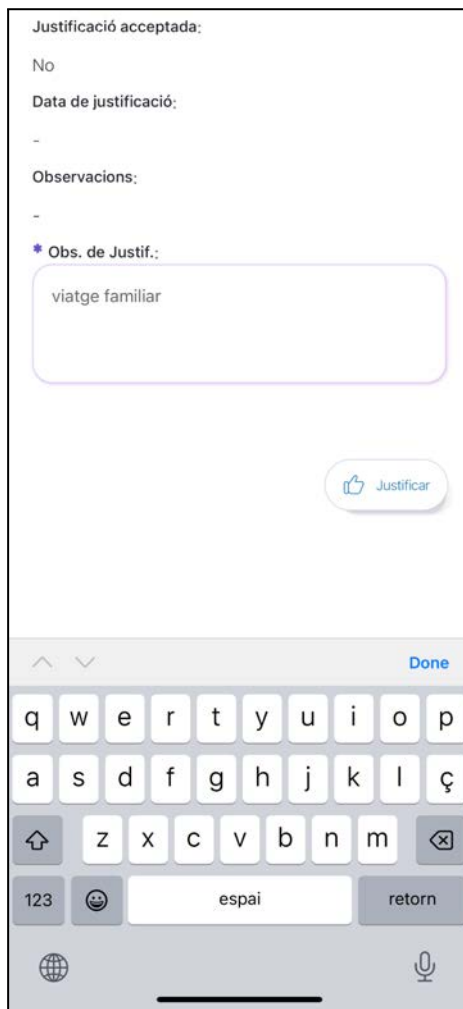 Justificació acceptada:
No
Data de justificació:
-
Observacions:
-
* Obs. de Justif.:
viatge familiar
Justificar
Done
q w e r t y u i o p
a s d f g h j k l ç
z x c v b n m
123 espai retorn